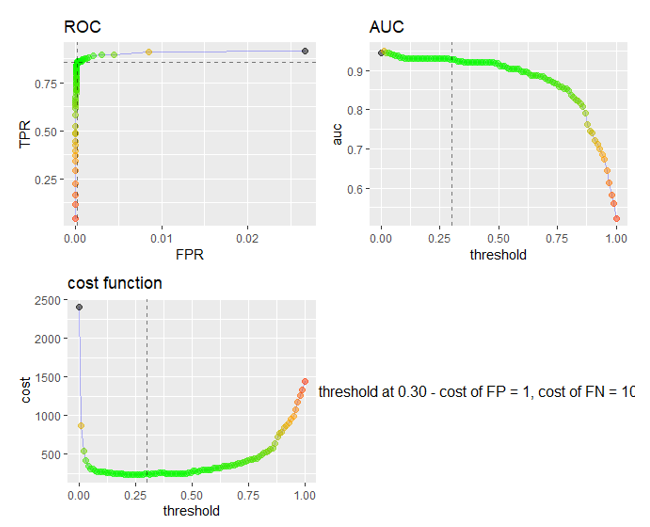 ROC
TPR
0.75
0.50
0.25
0.00
0.01
0.02
FPR
AUC
auc
0.9
0.8
0.7
0.6
0.00
0.25
0.50
0.75
1.00
threshold
cost function
cost
2500
2000
1500
1000
500
0.00
0.25
0.50
0.75
1.00
threshold
threshold at 0.30 - cost of FP = 1, cost of FN = 10